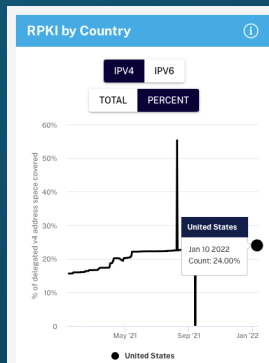 RPKI by Country
IPV4 IPV6
TOTAL PERCENT
% of delegated v4 address space covered
60%
50%
40%
30%
20%
10%
0
United States
Jan 10 2022
Count: 24.00%
May '21 Sep '21 Jan '22
United States